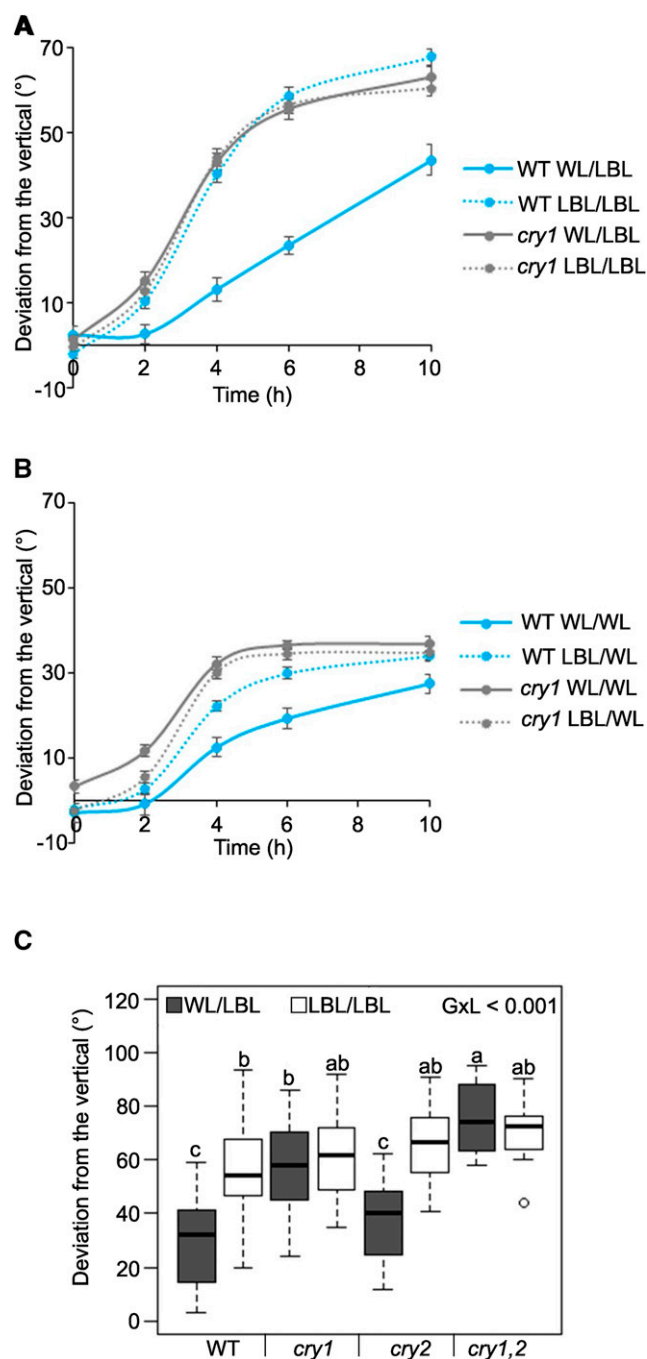 A
Deviation from the vertical (°)
70
50
30
10
-10
0 2 4 6 8 10
Time (h)
WT WL/LBL
WT LBL/LBL
cry1 WL/LBL
cry1 LBL/LBL
B
Deviation from the vertical (°)
70
50
30
10
-10
0 2 4 6 8 10
Time (h)
WT WL/WL
WT LBL/WL
cry1 WL/WL
cry1 LBL/WL
C
Deviation from the vertical (°)
WL/LBL LBL/LBL GxL < 0.001
120
100
80
60
40
20
0
c b b ab c ab a ab
WT cry1 cry2 cry1,2